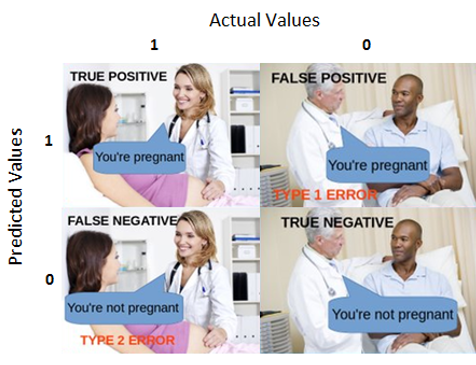 Actual Values
1
0
Predicted Values
1
TRUE POSITIVE
You're pregnant
FALSE POSITIVE
You're pregnant
TYPE 1 ERROR
0
FALSE NEGATIVE
You're not pregnant
TYPE 2 ERROR
TRUE NEGATIVE
You're not pregnant